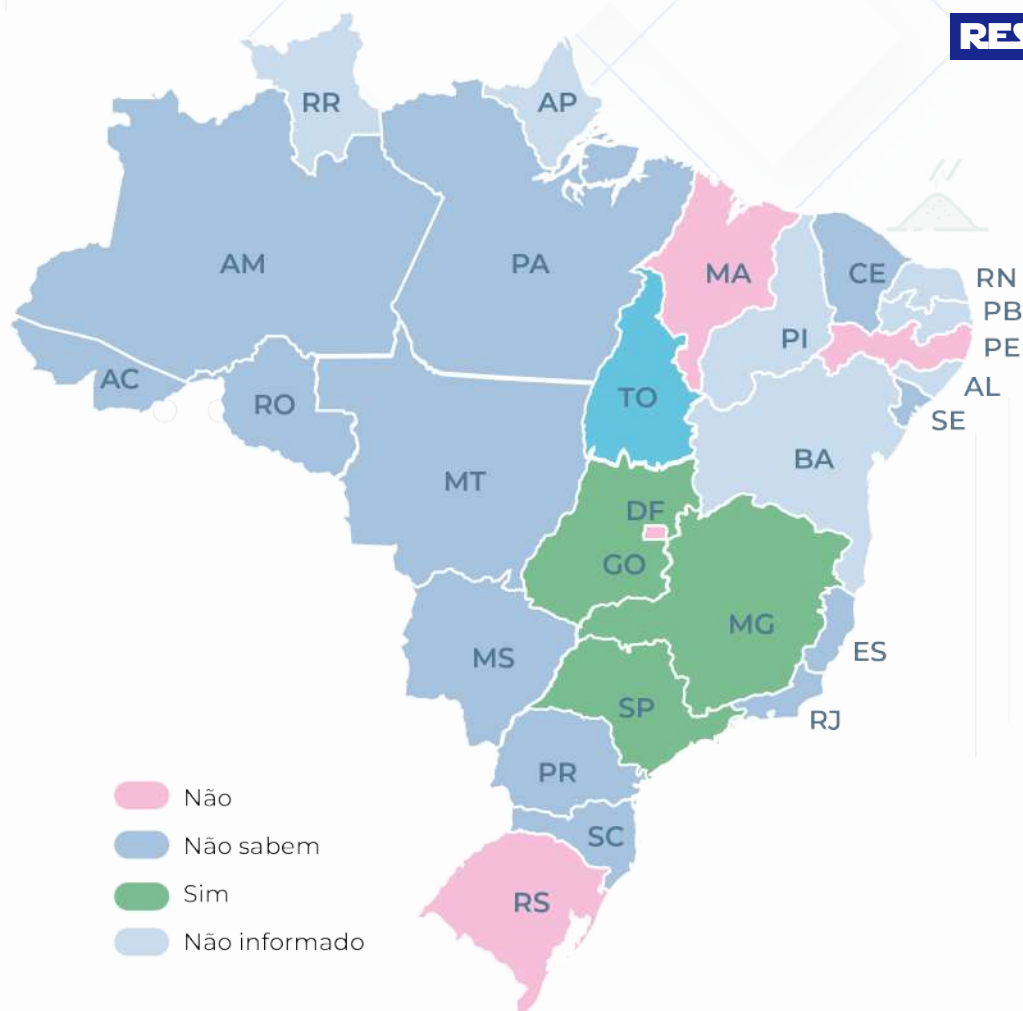 RES
RR
AP
AM
PA
MA
CE
RN
PB
PI
PE
AC
TO
AL
RO
SE
BA
MT
DF
GO
MG
MS
ES
SP
RJ
PR
Não
Não sabem
SC
Sim
RS
Não informado